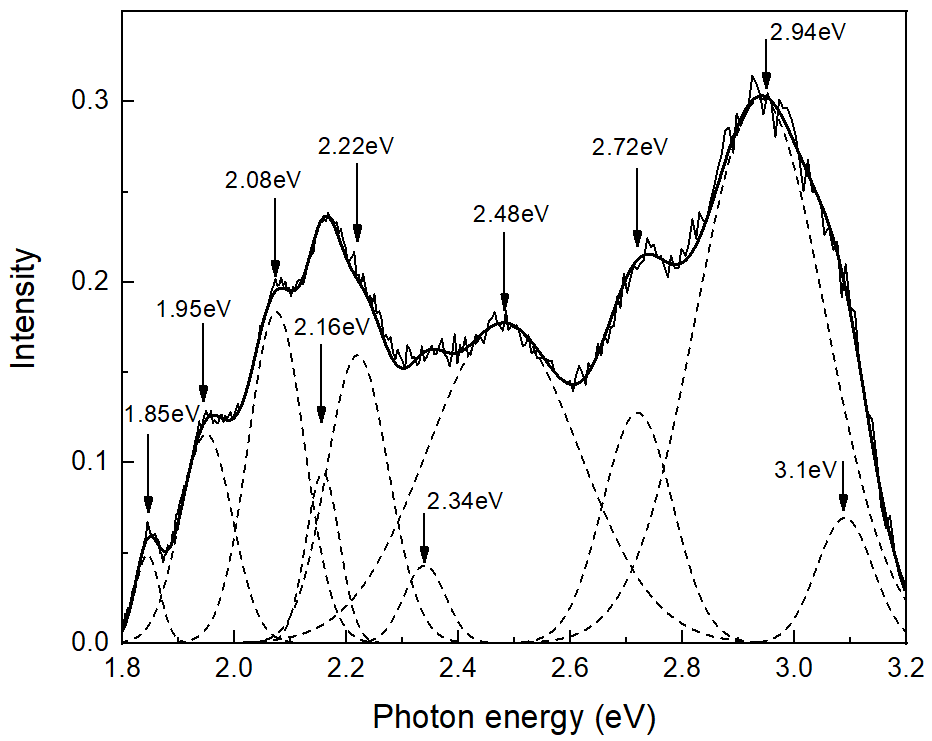 2.94eV
0.3
2.22eV
2.72eV
2.08eV
2.48eV
0.2
1.95eV
2.16eV
1.85eV
0.1
3.1eV
2.34eV
0.0
1.8 2.0 2.2 2.4 2.6 2.8 3.0 3.2
Intensity
Photon energy (eV)